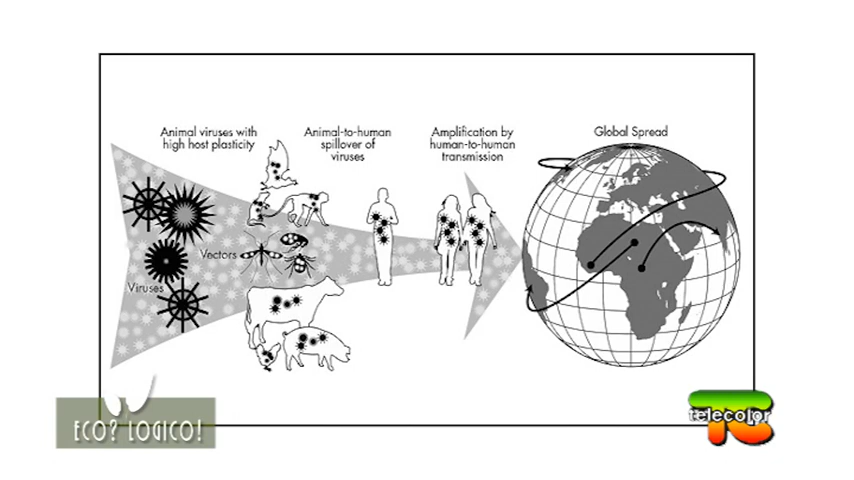 Animal viruses with
high host plasticity
Animal-to-human
spillover of
viruses
Amplification by
human-to-human
transmission
Global Spread
Vectors
Viruses
ECO? LOGICO!
telecolor